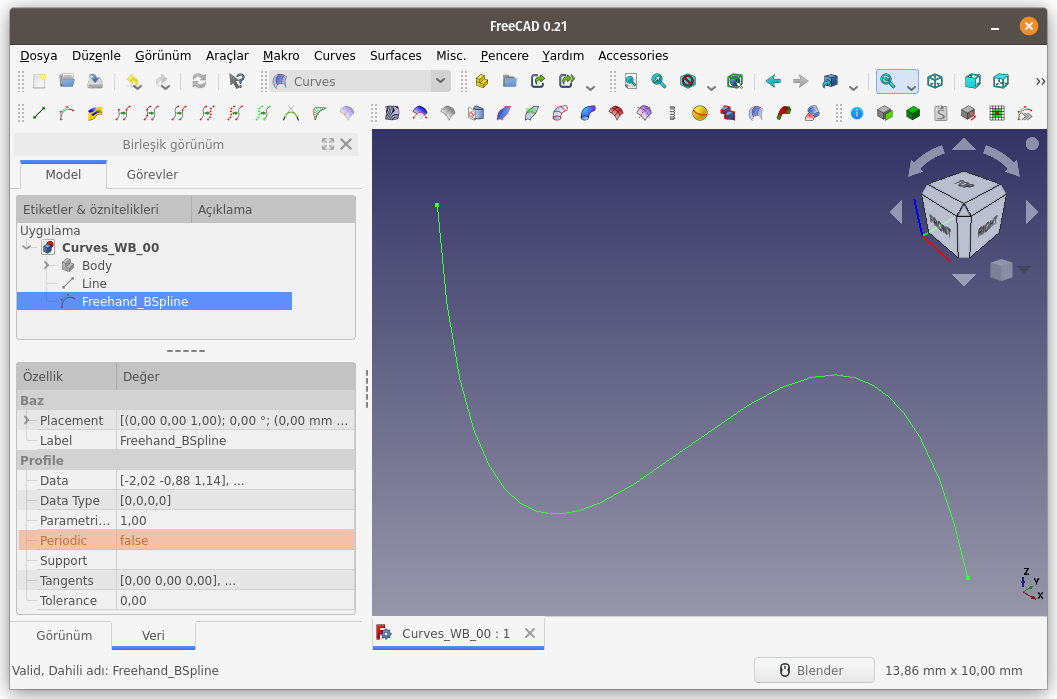 FreeCAD 0.21
Dosya Düzenle Görünüm Araçlar Makro Curves Surfaces Misc. Pencere Yardım Accessories
Curves
Birleşik görünüm
Model Görevler
Etiketler & öznitelikleri Açıklama
Uygulama
Curves_WB_00
Body
Line
Freehand_BSpline
Özellik Değer
Baz
Placement [(0,00 0,00 1,00); 0,00 °; (0,00 mm ...
Label Freehand_BSpline
Profile
Data [-2,02 -0,88 1,14], ...
Data Type [0,0,0,0]
Parametri... 1,00
Periodic false
Support
Tangents [0,00 0,00 0,00], ...
Tolerance 0,00
Görünüm Veri
TOP
FRONT RIGHT
Z
Y
X
Curves_WB_00 : 1
Valid, Dahili adı: Freehand_BSpline
Blender 13,86 mm x 10,00 mm